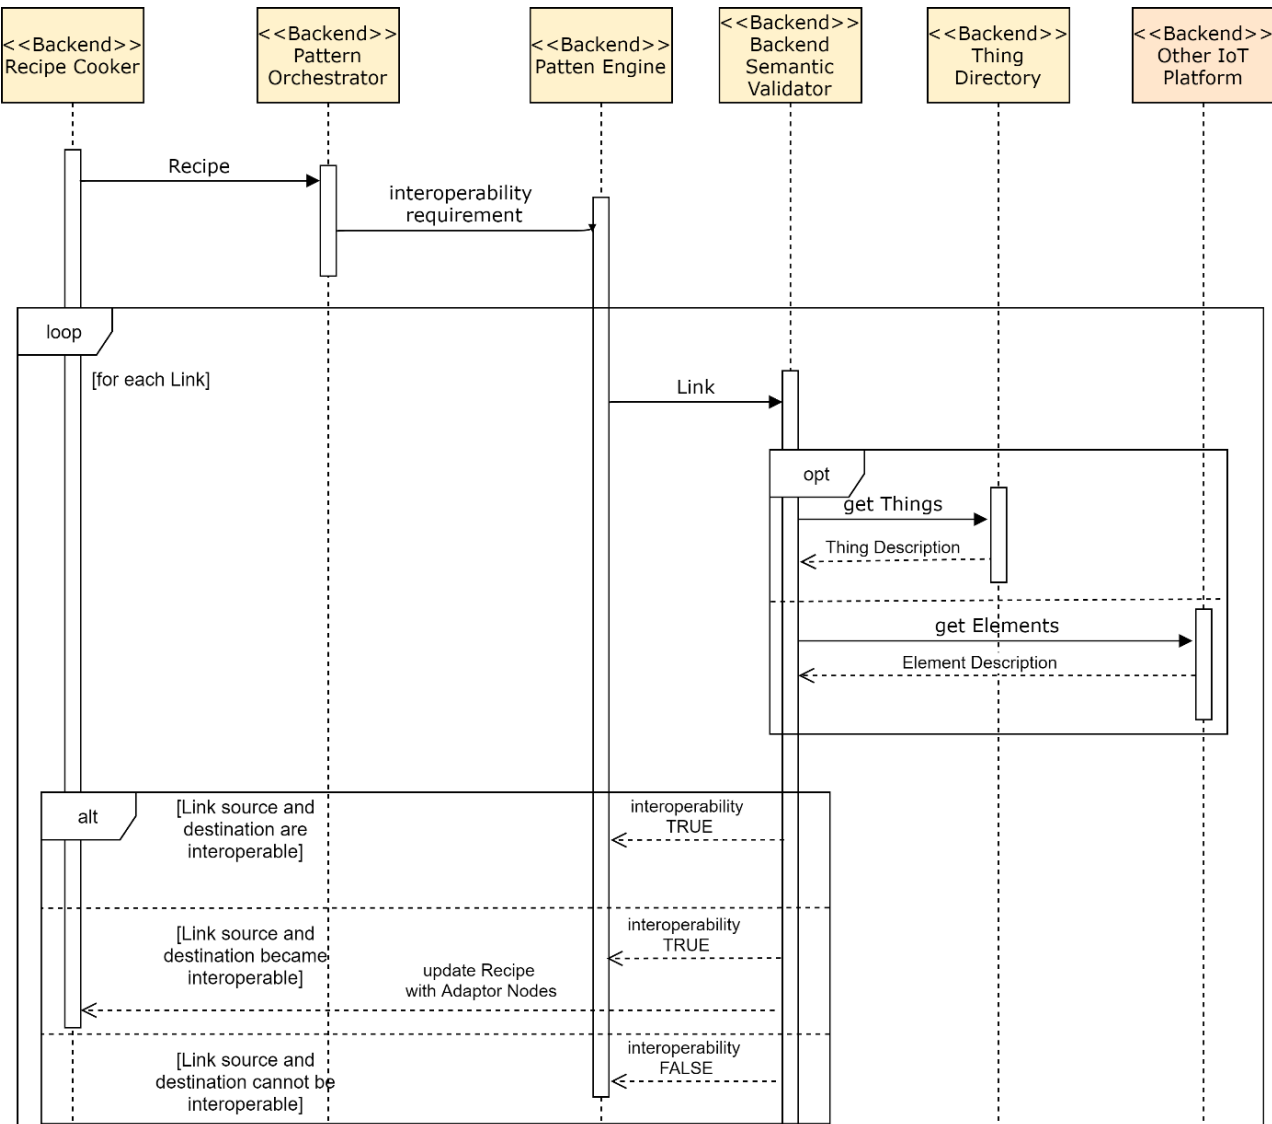 <<Backend>>
Recipe Cooker
<<Backend>>
Pattern
Orchestrator
<<Backend>>
Patten Engine
<<Backend>>
Backend
Semantic
Validator
<<Backend>>
Thing
Directory
<<Backend>>
Other IoT
Platform
Recipe
interoperability
requirement
loop
[for each Link]
Link
opt
get Things
Thing Description
get Elements
Element Description
alt
[Link source and
destination are
interoperable]
interoperability
TRUE
[Link source and
destination became
interoperable]
interoperability
TRUE
update Recipe
with Adaptor Nodes
[Link source and
destination cannot be
interoperable]
interoperability
FALSE